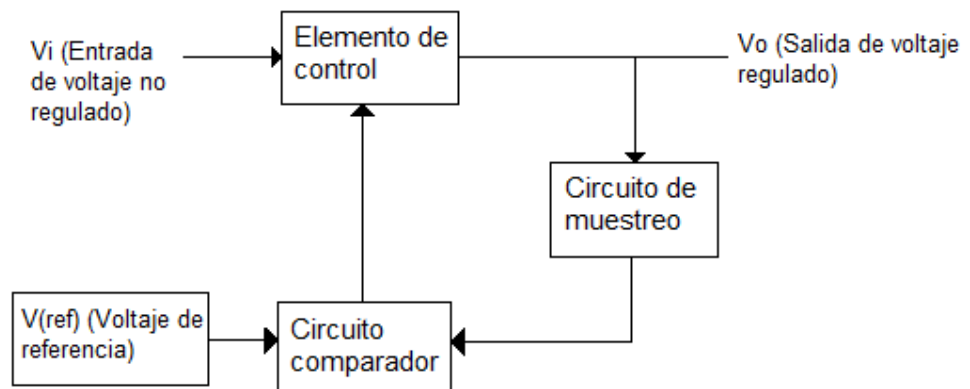 Vi (Entrada
de voltaje no
regulado)
Elemento de
control
Vo (Salida de voltaje
regulado)
Circuito de
muestreo
V(ref) (Voltaje de
referencia)
Circuito
comparador